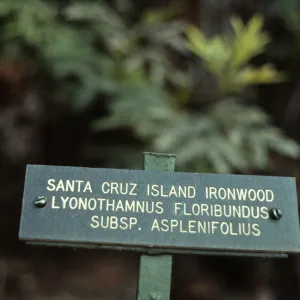 SANTA CRUZ ISLAND IRONWOOD
LYONOTHAMNUS FLORIBUNDUS
SUBSP. ASPLENIFOLIUS